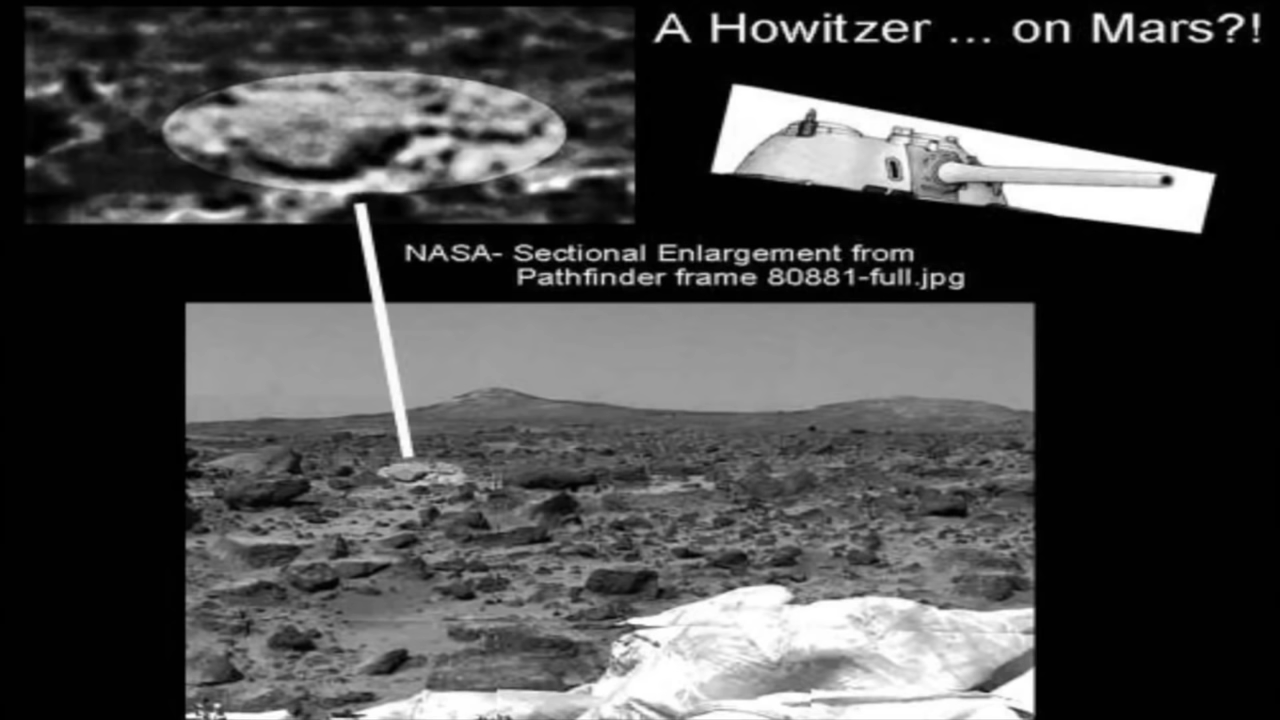 A Howitzer ... on Mars?!
NASA- Sectional Enlargement from
Pathfinder frame 80881-full.jpg